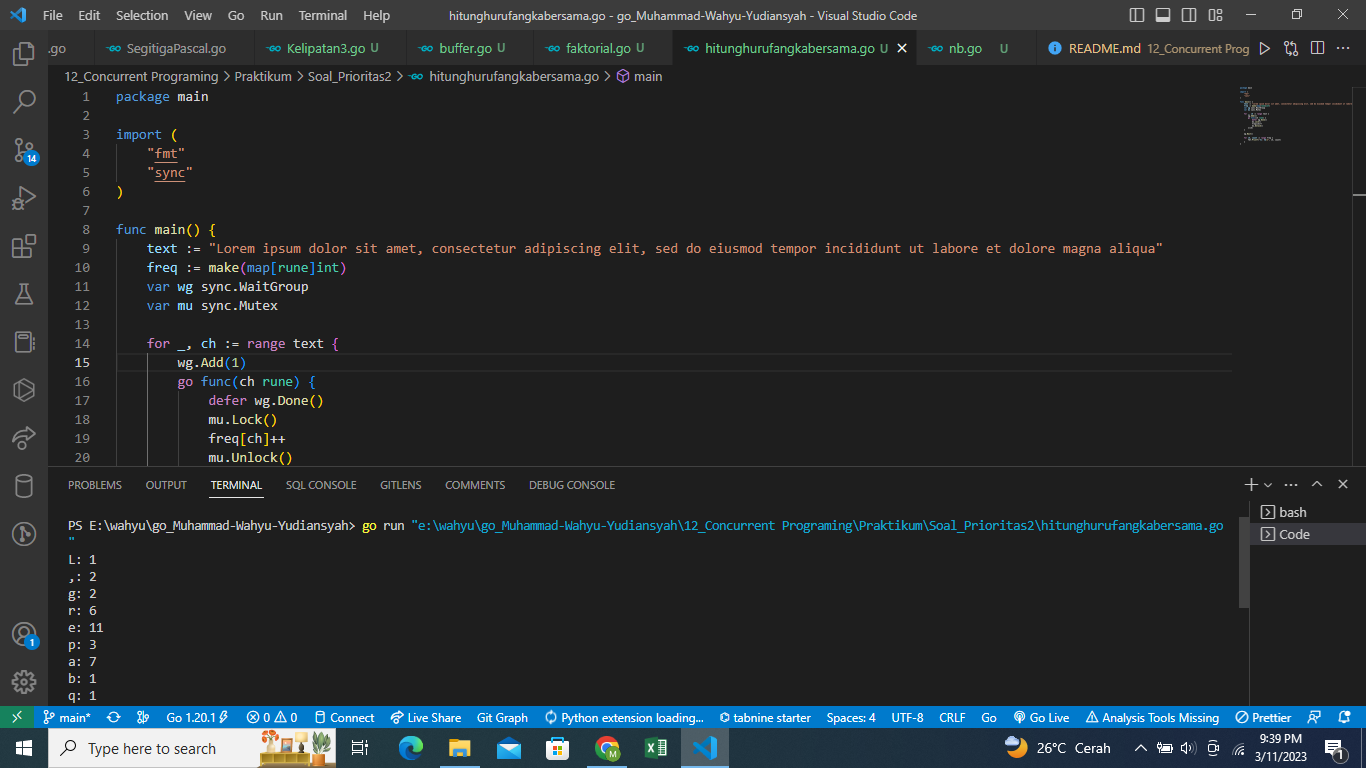 File Edit Selection View Go Run Terminal Help hitunghurufangkabersama.go - go_Muhammad-Wahyu-Yudiansyah - Visual Studio Code
.go SegitigaPascal.go Kelipatan3.go U buffer.go U faktorial.go U hitunghurufangkabersama.go U nb.go U README.md 12_Concurrent Prog
12_Concurrent Programing > Praktikum > Soal_Prioritas2 > hitunghurufangkabersama.go > main
1 package main
2
3 import (
4 "fmt"
5 "sync"
6 )
7
8 func main() {
9 text := "Lorem ipsum dolor sit amet, consectetur adipiscing elit, sed do eiusmod tempor incididunt ut labore et dolore magna aliqua"
10 freq := make(map[rune]int)
11 var wg sync.WaitGroup
12 var mu sync.Mutex
13
14 for _, ch := range text {
15 wg.Add(1)
16 go func(ch rune) {
17 defer wg.Done()
18 mu.Lock()
19 freq[ch]++
20 mu.Unlock()
14
1
PROBLEMS OUTPUT TERMINAL SQL CONSOLE GITLENS COMMENTS DEBUG CONSOLE
PS E:\wahyu\go_Muhammad-Wahyu-Yudiansyah> go run "e:\wahyu\go_Muhammad-Wahyu-Yudiansyah\12_Concurrent Programing\Praktikum\Soal_Prioritas2\hitunghurufangkabersama.go
"
L: 1
,: 2
g: 2
r: 6
e: 11
p: 3
a: 7
b: 1
q: 1
bash
Code
main* Go 1.20.1 0 0 Connect Live Share Git Graph Python extension loading... tabnine starter Spaces: 4 UTF-8 CRLF Go Go Live Analysis Tools Missing Prettier
Type here to search 26°C Cerah 9:39 PM
3/11/2023 1